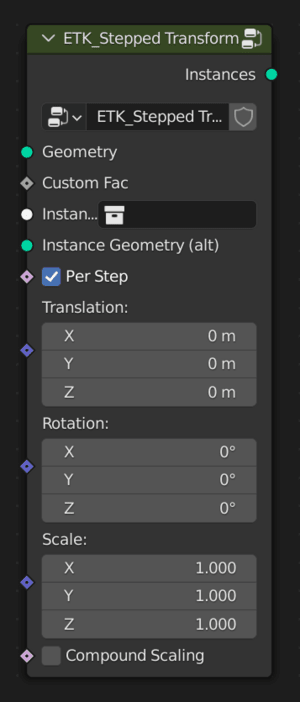 ETK_Stepped Transform
Instances
ETK_Stepped Tr...
Geometry
Custom Fac
Instan...
Instance Geometry (alt)
Per Step
Translation:
X 0 m
Y 0 m
Z 0 m
Rotation:
X 0°
Y 0°
Z 0°
Scale:
X 1.000
Y 1.000
Z 1.000
Compound Scaling